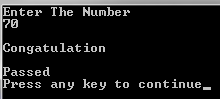 Enter The Number
70
Congatulation
Passed
Press any key to continue_